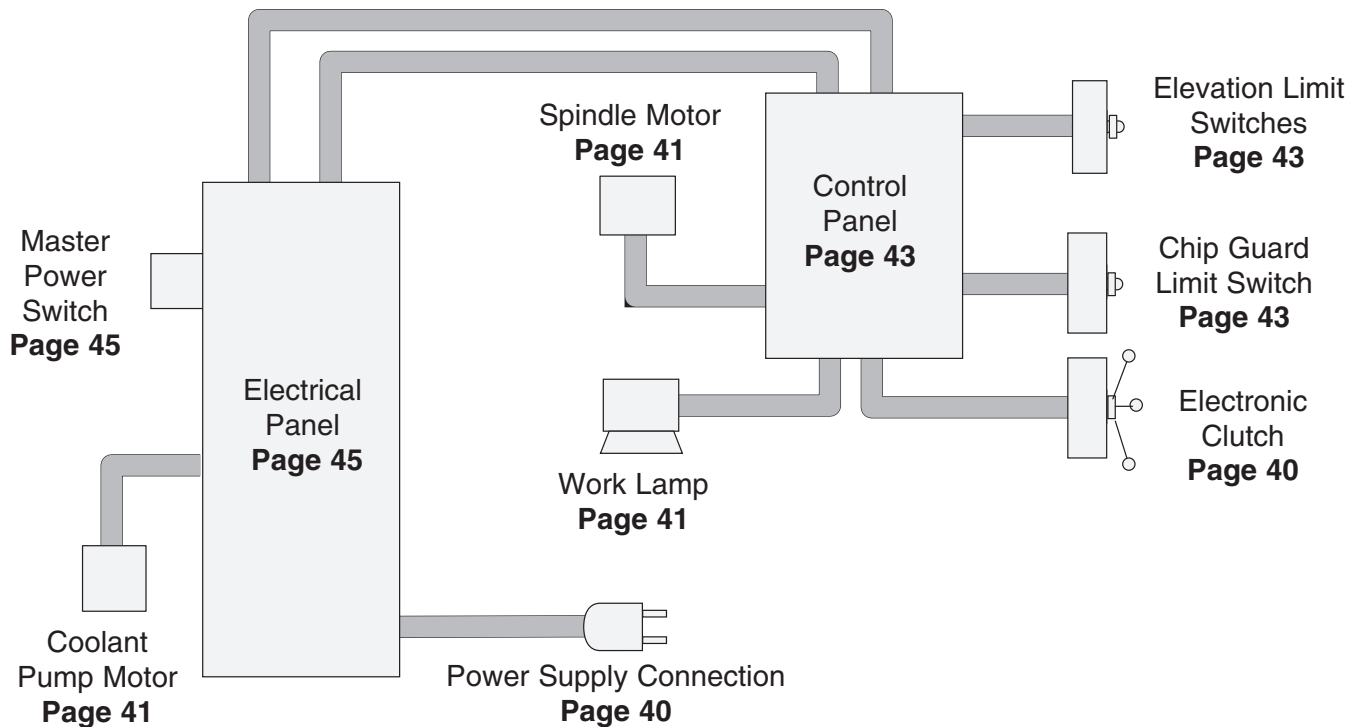 Spindle Motor
Page 41
Elevation Limit
Switches
Page 43
Control
Panel
Page 43
Master
Power
Switch
Page 45
Chip Guard
Limit Switch
Page 43
Electrical
Panel
Page 45
Electronic
Clutch
Page 40
Work Lamp
Page 41
Coolant
Pump Motor
Page 41
Power Supply Connection
Page 40